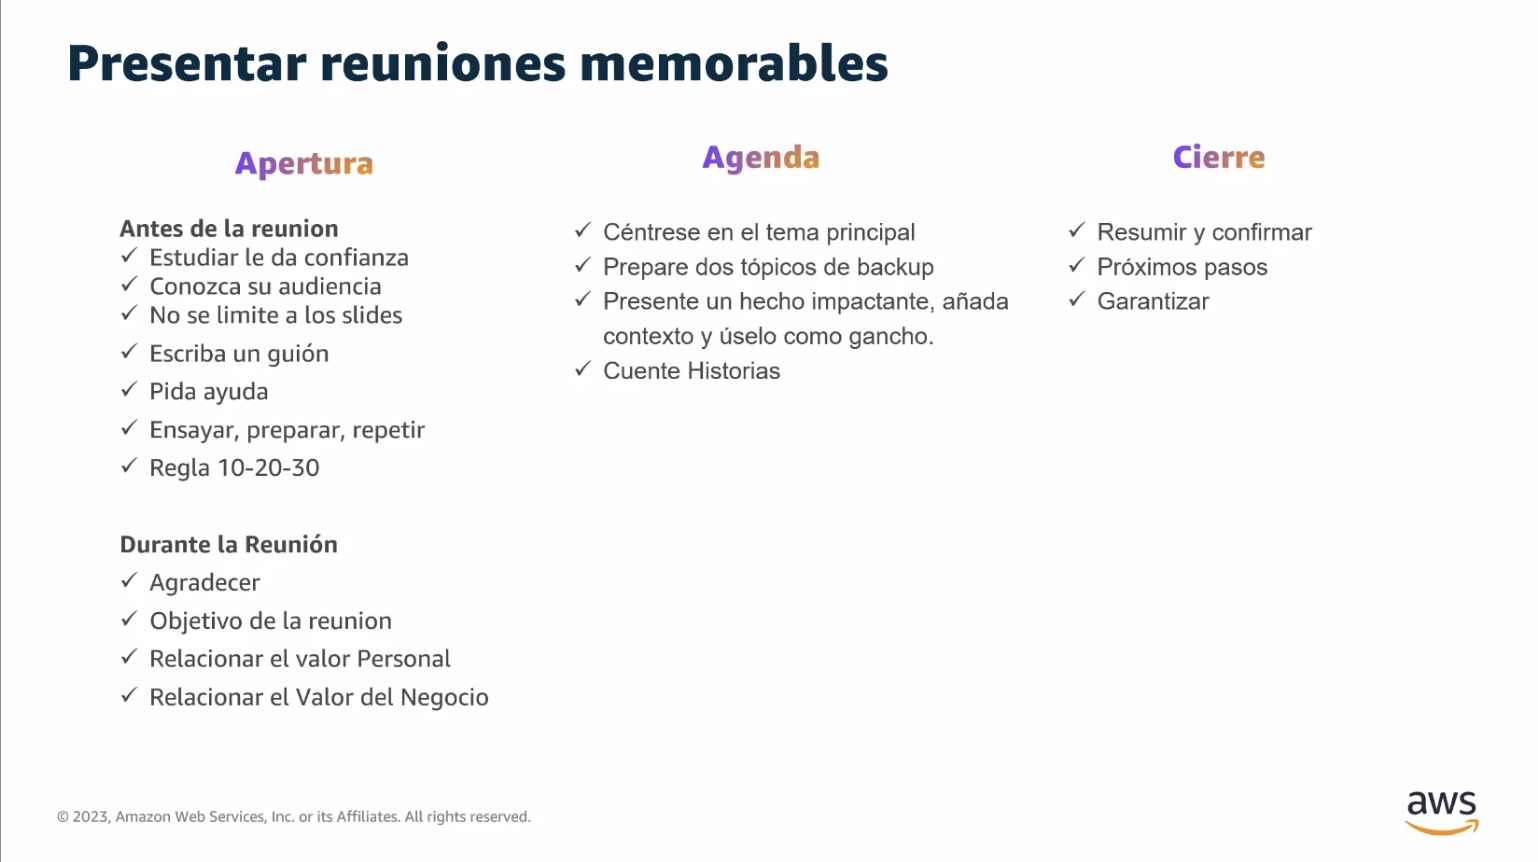 Presentar reuniones memorables
Apertura
Antes de la reunion
✓ Estudiar le da confianza
✓ Conozca su audiencia
✓ No se limite a los slides
✓ Escriba un guión
✓ Pida ayuda
✓ Ensayar, preparar, repetir
✓ Regla 10-20-30
Durante la Reunión
✓ Agradecer
✓ Objetivo de la reunion
✓ Relacionar el valor Personal
✓ Relacionar el Valor del Negocio
Agenda
✓ Céntrese en el tema principal
✓ Prepare dos tópicos de backup
✓ Presente un hecho impactante, añada
contexto y úselo como gancho.
✓ Cuente Historias
Cierre
✓ Resumir y confirmar
✓ Próximos pasos
✓ Garantizar
© 2023, Amazon Web Services, Inc. or its Affiliates. All rights reserved.
aws